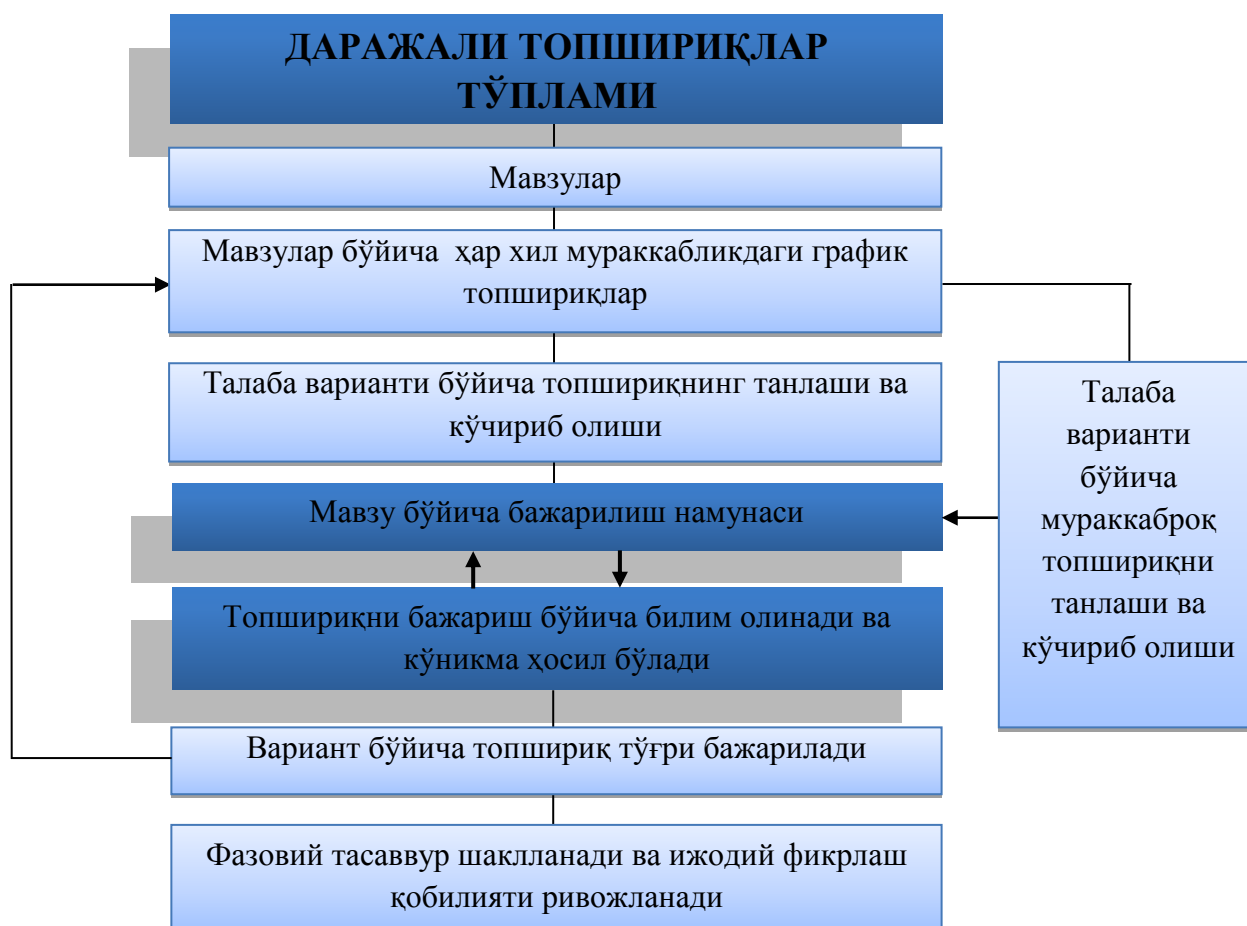 ДАРАЖАЛИ ТОПШИРИҚЛАР
ТЎПЛАМИ
Мавзулар
Мавзулар бўйича ҳар хил мураккабликдаги график
топшириқлар
Талаба варианти бўйича топшириқнинг танлаши ва
кўчириб олиши
Мавзу бўйича бажарилиш намунаси
Топшириқни бажариш бўйича билим олинади ва
кўникма ҳосил бўлади
Вариант бўйича топшириқ тўғри бажарилади
Фазовий тасаввур шаклланади ва ижодий фикрлаш
қобилияти ривожланади
Талаба
варианти
бўйича
мураккаброқ
топшириқни
танлаши ва
кўчириб олиши